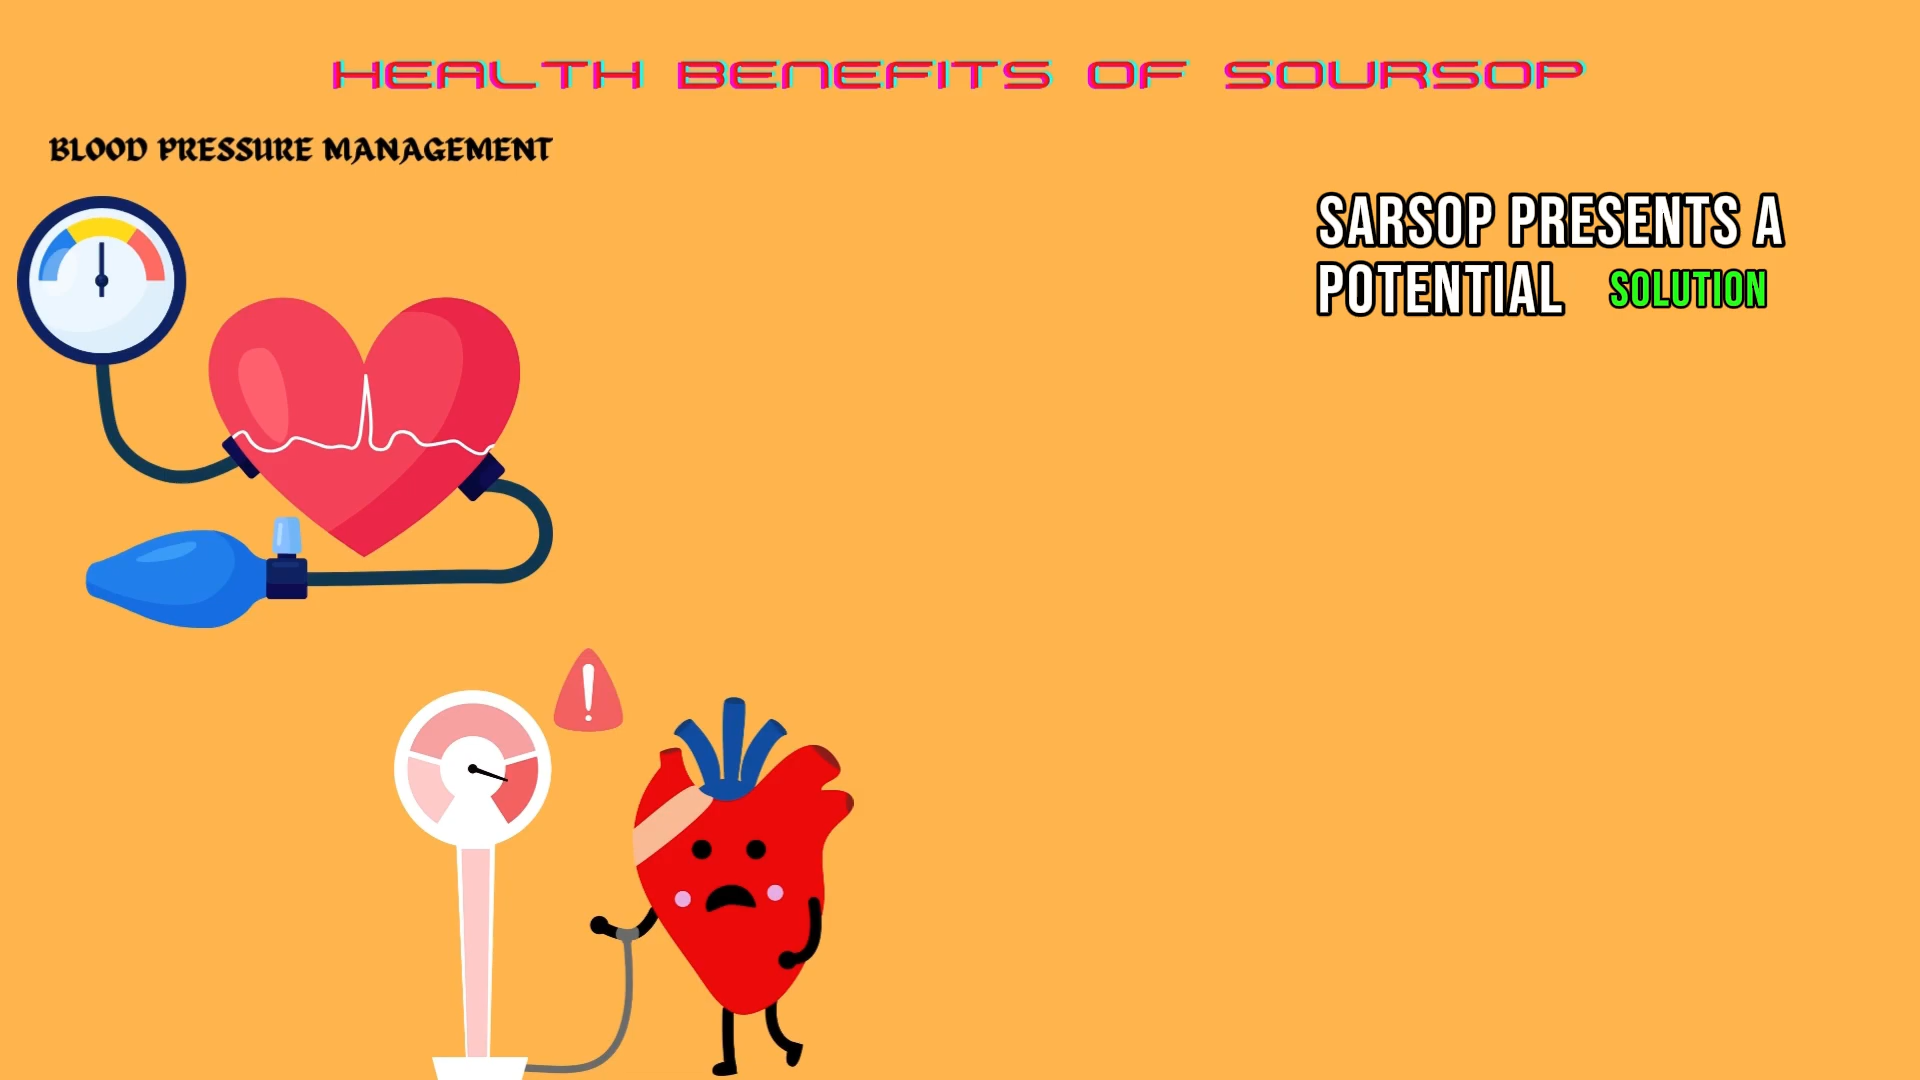 HEALTH BENEFITS OF SOURSOP
BLOOD PRESSURE MANAGEMENT
SARSOP PRESENTS A
POTENTIAL SOLUTION